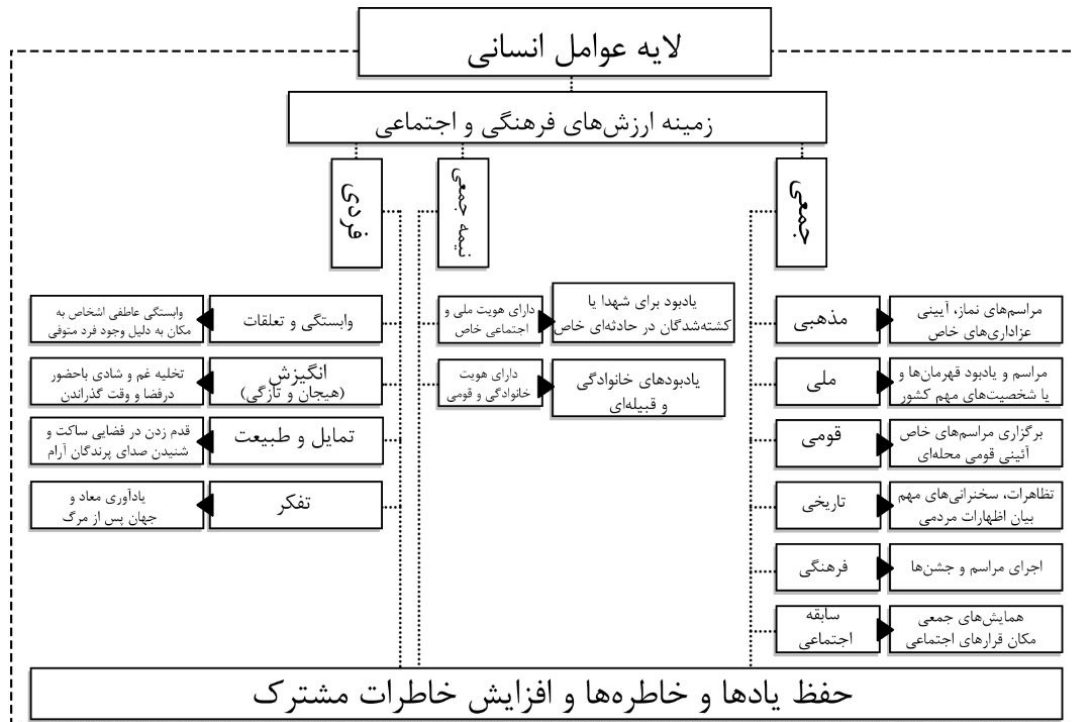 لایه عوامل انسانی
زمینه ارزش‌های فرهنگی و اجتماعی
جمعی
مراسم‌های نماز، آیینی
عزاداری‌های خاص
مذهبی
مراسم و یادبود قهرمان‌ها و
یا شخصیت‌های مهم کشور
ملی
برگزاری مراسم‌های خاص
آئینی قومی محله‌ای
قومی
تظاهرات، سخنرانی‌های مهم
بیان اظهارات مردمی
تاریخی
اجرای مراسم و جشن‌ها
فرهنگی
همایش‌های جمعی
مکان قرارهای اجتماعی
سابقه
اجتماعی
نیمه جمعی
یادبود برای شهدا یا
کشته‌شدگان در حادثه‌ای خاص
دارای هویت ملی و
اجتماعی خاص
یادبودهای خانوادگی
و قبیله‌ای
دارای هویت
خانوادگی و قومی
فردی
وابستگی و تعلقات
وابستگی عاطفی اشخاص به
مکان به دلیل وجود فرد متوفی
انگیزش
(هیجان و تازگی)
تخلیه غم و شادی باحضور
درفضا و وقت گذراندن
تمایل و طبیعت
قدم زدن در فضایی ساکت و
شنیدن صدای پرندگان آرام
تفکر
یادآوری معاد و
جهان پس از مرگ
حفظ یادها و خاطره‌ها و افزایش خاطرات مشترک